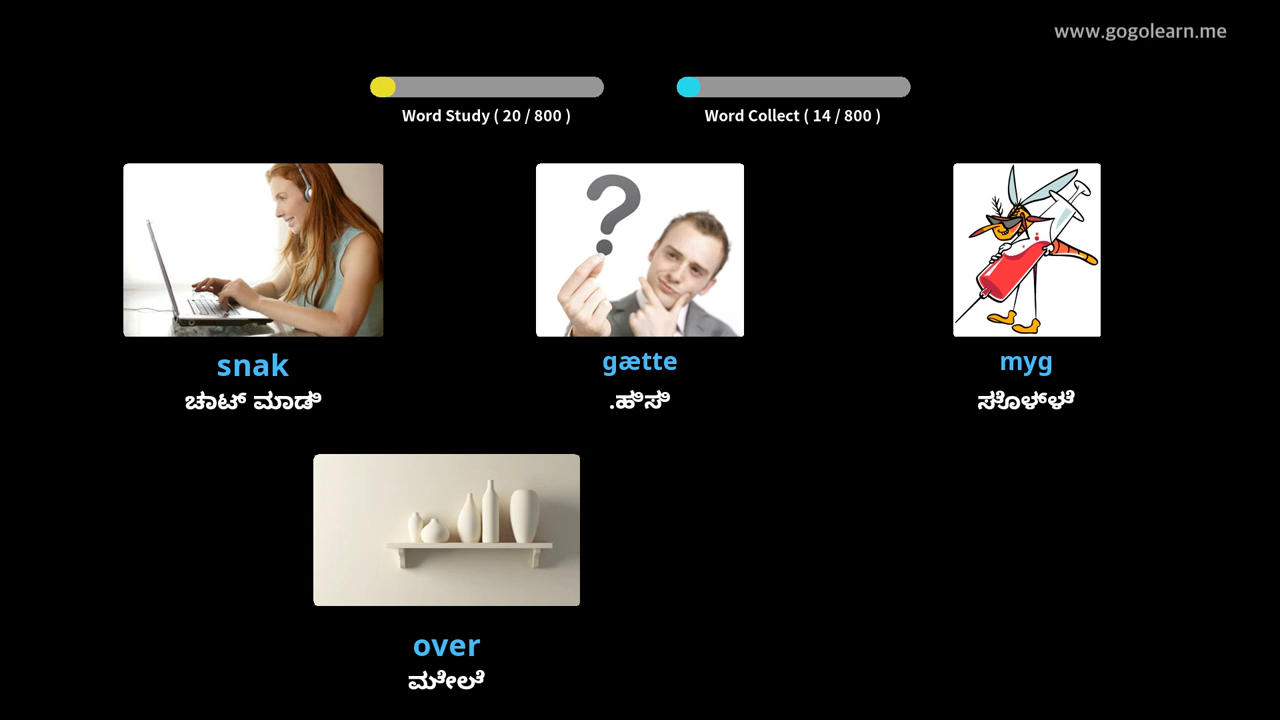 www.gogolearn.me
Word Study ( 20 / 800 )
Word Collect ( 14 / 800 )
snak
ಚಾಟ್ ಮಾಡಿ
gætte
.ಹಿಸಿ
myg
ಸೊಳ್ಳೆ
over
ಮೇಲೆ